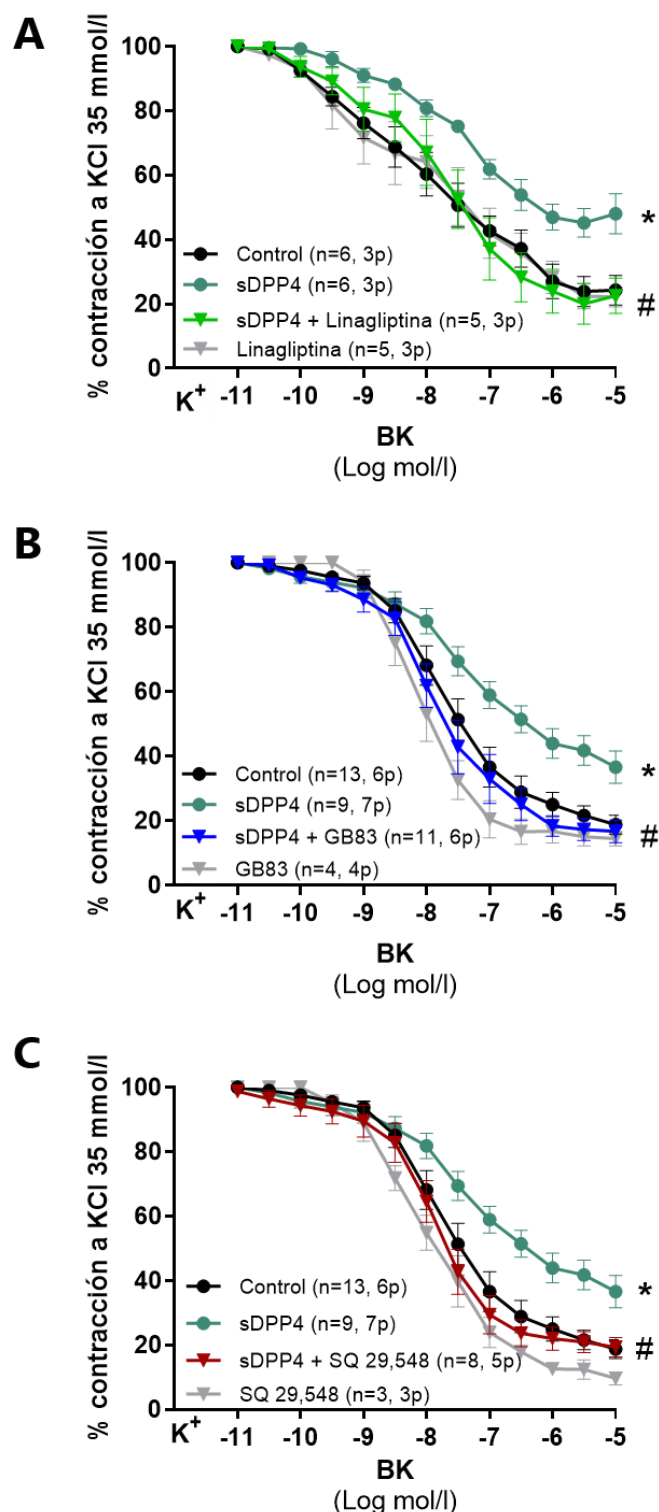 A
% contracción a KCl 35 mmol/l
100
80
60
40
20
0
Control (n=6, 3p)
sDPP4 (n=6, 3p)
sDPP4 + Linagliptina (n=5, 3p)
Linagliptina (n=5, 3p)
*
#
K+ -11 -10 -9 -8 -7 -6 -5
BK
(Log mol/l)
B
% contracción a KCl 35 mmol/l
100
80
60
40
20
0
Control (n=13, 6p)
sDPP4 (n=9, 7p)
sDPP4 + GB83 (n=11, 6p)
GB83 (n=4, 4p)
*
#
K+ -11 -10 -9 -8 -7 -6 -5
BK
(Log mol/l)
C
% contracción a KCl 35 mmol/l
100
80
60
40
20
0
Control (n=13, 6p)
sDPP4 (n=9, 7p)
sDPP4 + SQ 29,548 (n=8, 5p)
SQ 29,548 (n=3, 3p)
*
#
K+ -11 -10 -9 -8 -7 -6 -5
BK
(Log mol/l)